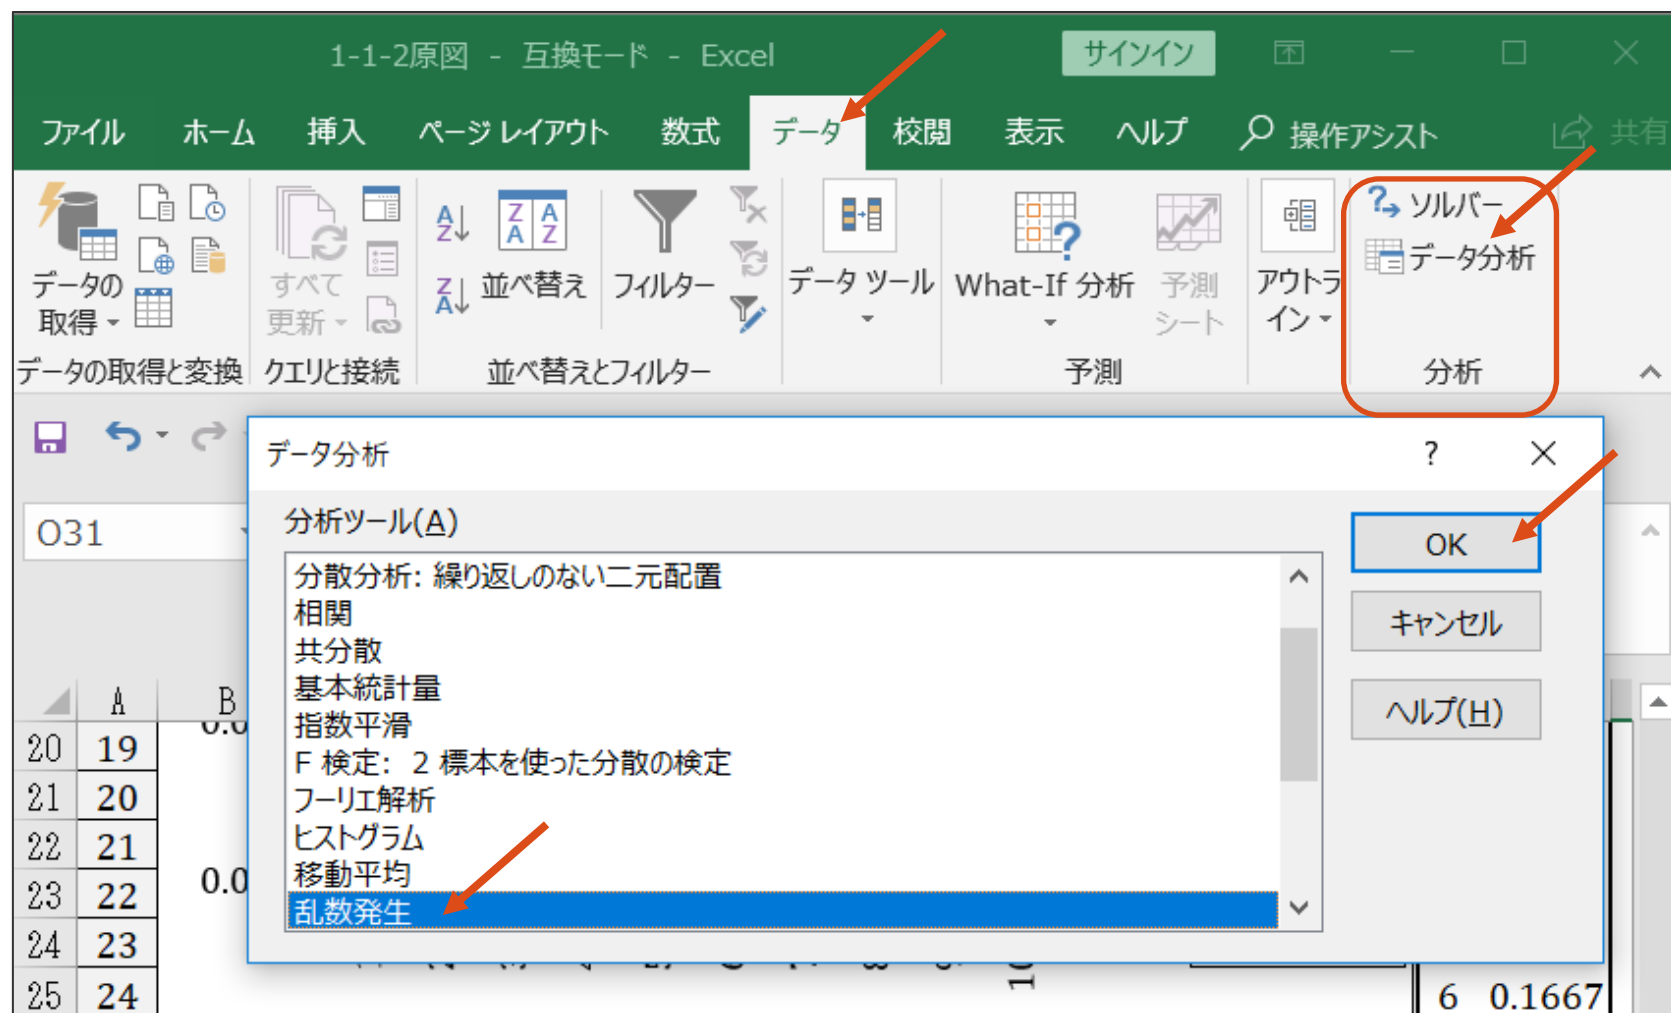 1-1-2原図 - 互換モード - Excel サインイン
ファイル ホーム 挿入 ページ レイアウト 数式 データ 校閲 表示 ヘルプ 操作アシスト 共有
データの
取得
すべて
更新
A
Z
Z
A
Z A
A Z
並べ替え
フィルター
データ ツール
What-If 分析
予測
シート
アウトラ
イン
ソルバー
データ分析
データの取得と変換 クエリと接続 並べ替えとフィルター 予測 分析
データ分析 ?
O31
分析ツール(A)
分散分析: 繰り返しのない二元配置
相関
共分散
基本統計量
指数平滑
F 検定: 2 標本を使った分散の検定
フーリエ解析
ヒストグラム
移動平均
乱数発生
OK
キャンセル
ヘルプ(H)
A B
20 19
21 20
22 21
23 22 0.0
24 23
25 24 6 0.1667